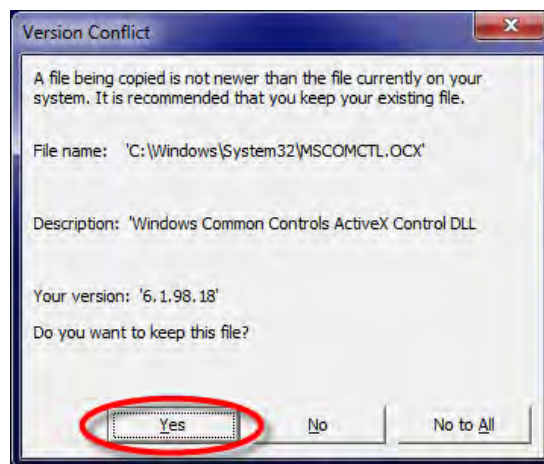 Version Conflict
A file being copied is not newer than the file currently on your
system. It is recommended that you keep your existing file.
File name: 'C:\Windows\System32\MSCOMCTL.OCX'
Description: 'Windows Common Controls ActiveX Control DLL
Your version: '6.1.98.18'
Do you want to keep this file?
Yes No No to All